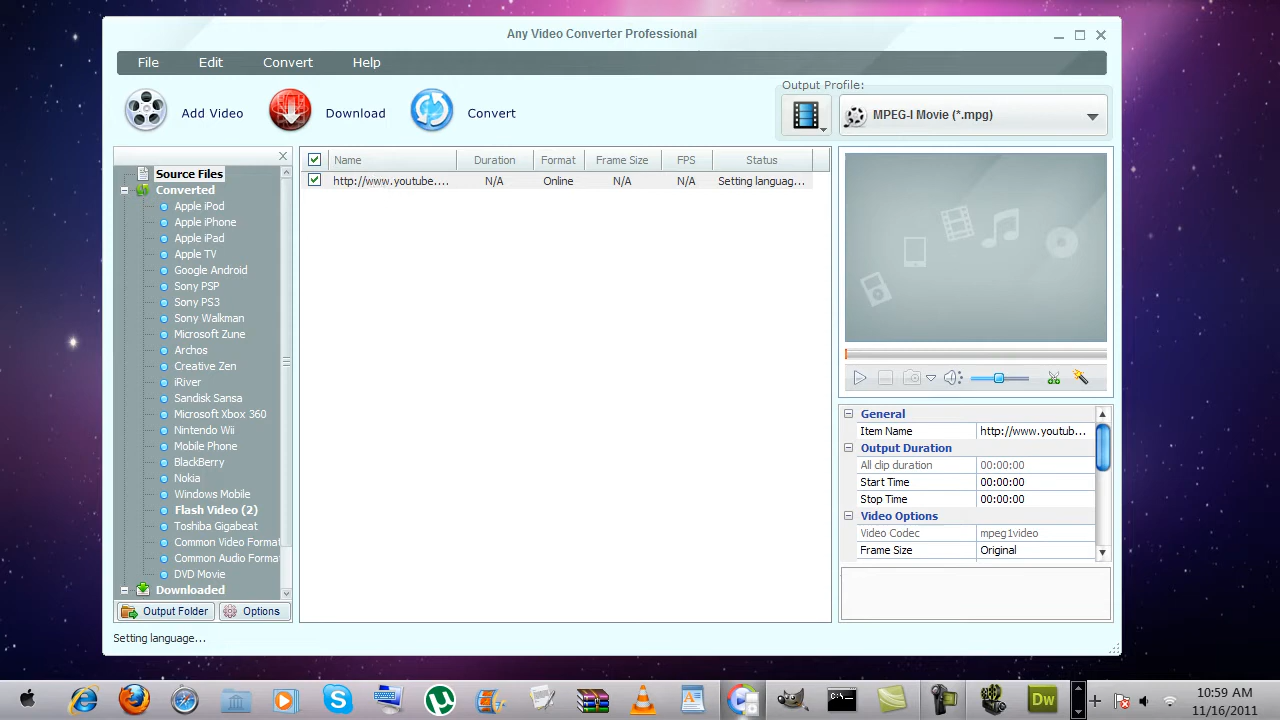 Any Video Converter Professional
File Edit Convert Help
Add Video Download Convert
Output Profile:
MPEG-I Movie (*.mpg)
Name Duration Format Frame Size FPS Status
http://www.youtube.... N/A Online N/A N/A Setting languag...
Source Files
Converted
Apple iPod
Apple iPhone
Apple iPad
Apple TV
Google Android
Sony PSP
Sony PS3
Sony Walkman
Microsoft Zune
Archos
Creative Zen
iRiver
Sandisk Sansa
Microsoft Xbox 360
Nintendo Wii
Mobile Phone
BlackBerry
Nokia
Windows Mobile
Flash Video (2)
Toshiba Gigabeat
Common Video Format
Common Audio Format
DVD Movie
Downloaded
Output Folder Options
Setting language...
General
Item Name http://www.youtub...
Output Duration
All clip duration 00:00:00
Start Time 00:00:00
Stop Time 00:00:00
Video Options
Video Codec mpeg1video
Frame Size Original
Dw
10:59 AM
11/16/2011